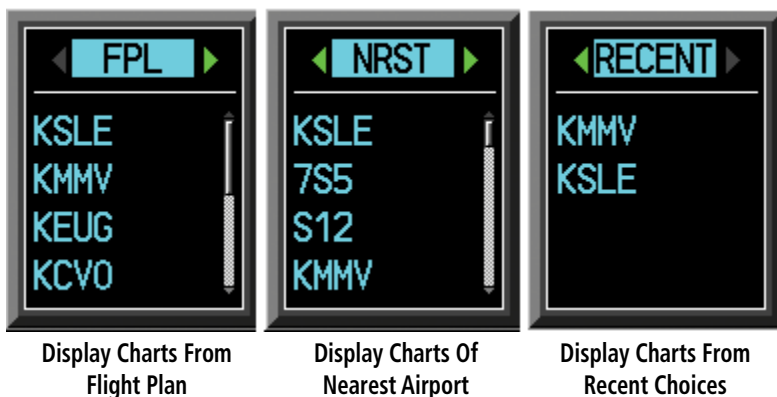 FPL
KSLE
KMMV
KEUG
KCVO
Display Charts From
Flight Plan
NRST
KSLE
7S5
S12
KMMV
Display Charts Of
Nearest Airport
RECENT
KMMV
KSLE
Display Charts From
Recent Choices